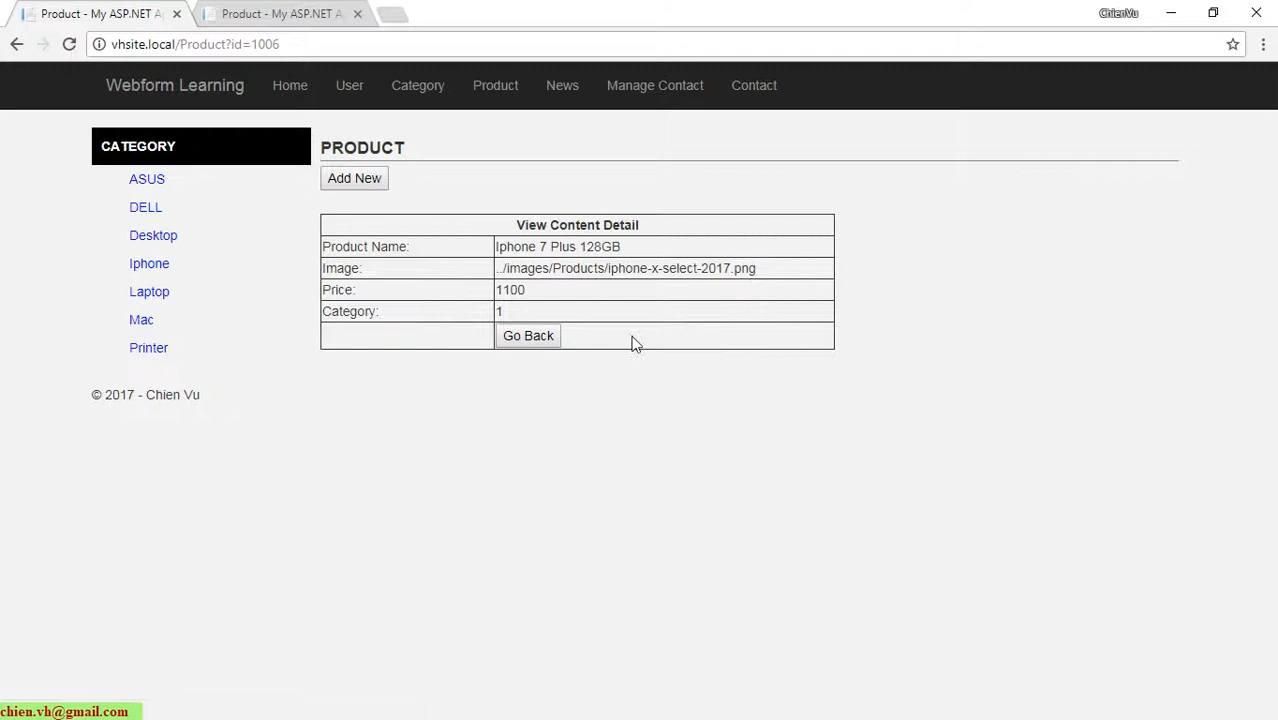 Product - My ASP.NET A
Product - My ASP.NET A
ChienVu
vhsite.local/Product?id=1006
Webform Learning Home User Category Product News Manage Contact Contact
CATEGORY
ASUS
DELL
Desktop
Iphone
Laptop
Mac
Printer
PRODUCT
Add New
View Content Detail
Product Name: Iphone 7 Plus 128GB
Image: ../images/Products/iphone-x-select-2017.png
Price: 1100
Category: 1
Go Back
© 2017 - Chien Vu
chien.vh@gmail.com